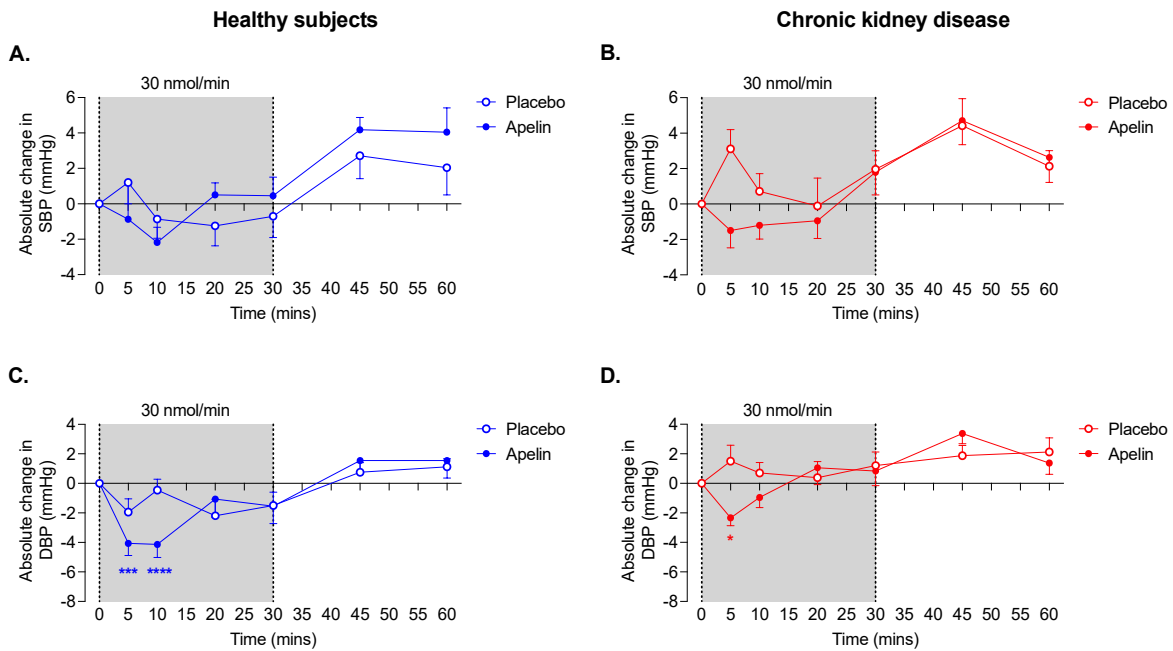 Healthy subjects
Chronic kidney disease
A.
30 nmol/min
Absolute change in
SBP (mmHg)
6
4
2
0
-2
-4
0 5 10 15 20 25 30 35 40 45 50 55 60
Time (mins)
Placebo
Apelin
B.
30 nmol/min
Absolute change in
SBP (mmHg)
6
4
2
0
-2
-4
0 5 10 15 20 25 30 35 40 45 50 55 60
Time (mins)
Placebo
Apelin
C.
30 nmol/min
Absolute change in
DBP (mmHg)
4
2
0
-2
-4
-6
-8
*** ****
0 5 10 15 20 25 30 35 40 45 50 55 60
Time (mins)
Placebo
Apelin
D.
30 nmol/min
Absolute change in
DBP (mmHg)
4
2
0
-2
-4
-6
-8
*
0 5 10 15 20 25 30 35 40 45 50 55 60
Time (mins)
Placebo
Apelin